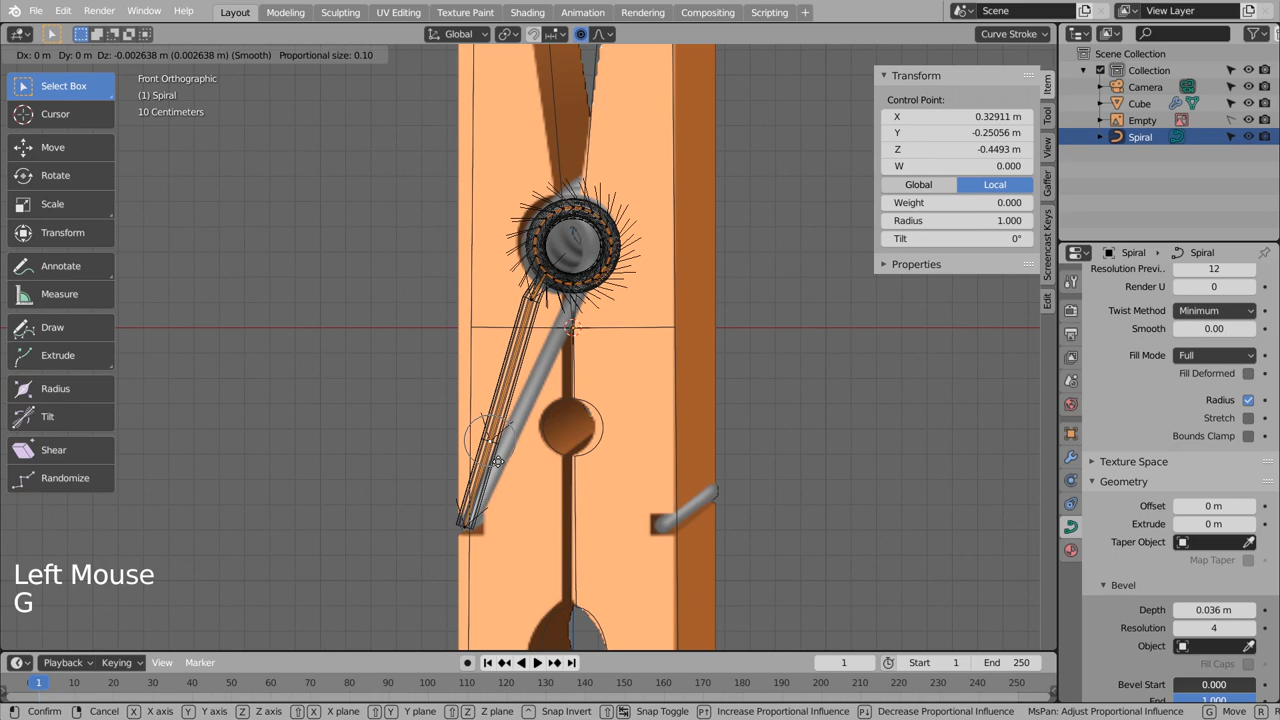 File Edit Render Window Help Layout Modeling Sculpting UV Editing Texture Paint Shading Animation Rendering Compositing Scripting + Scene View Layer
Global Curve Stroke
Dx: 0 m Dy: 0 m Dz: -0.002638 m (0.002638 m) (Smooth) Proportional size: 0.10
Select Box
Cursor
Move
Rotate
Scale
Transform
Annotate
Measure
Draw
Extrude
Radius
Tilt
Shear
Randomize
Front Orthographic
(1) Spiral
10 Centimeters
Left Mouse
G
Transform
Control Point:
X 0.32911 m
Y -0.25056 m
Z -0.4493 m
W 0.000
Global Local
Weight 0.000
Radius 1.000
Tilt 0°
Properties
Item
Tool
View
Gaffer
Screencast Keys
Edit
Scene Collection
Collection
Camera
Cube
Empty
Spiral
Spiral Spiral
Resolution Previ.. 12
Render U 0
Twist Method Minimum
Smooth 0.00
Fill Mode Full
Fill Deformed
Radius
Stretch
Bounds Clamp
Texture Space
Geometry
Offset 0 m
Extrude 0 m
Taper Object
Map Taper
Bevel
Depth 0.036 m
Resolution 4
Object
Fill Caps
Bevel Start 0.000
End 1.000
Playback Keying View Marker 1 Start 1 End 250
1 10 20 30 40 50 60 70 80 90 100 110 120 130 140 150 160 170 180 190 200 210 220 230 240 250
Confirm Cancel X X axis Y Y axis Z Z axis X X plane Y Y plane Z Z plane Snap Invert Snap Toggle Increase Proportional Influence Decrease Proportional Influence MsPan: Adjust Proportional Influence G Move R